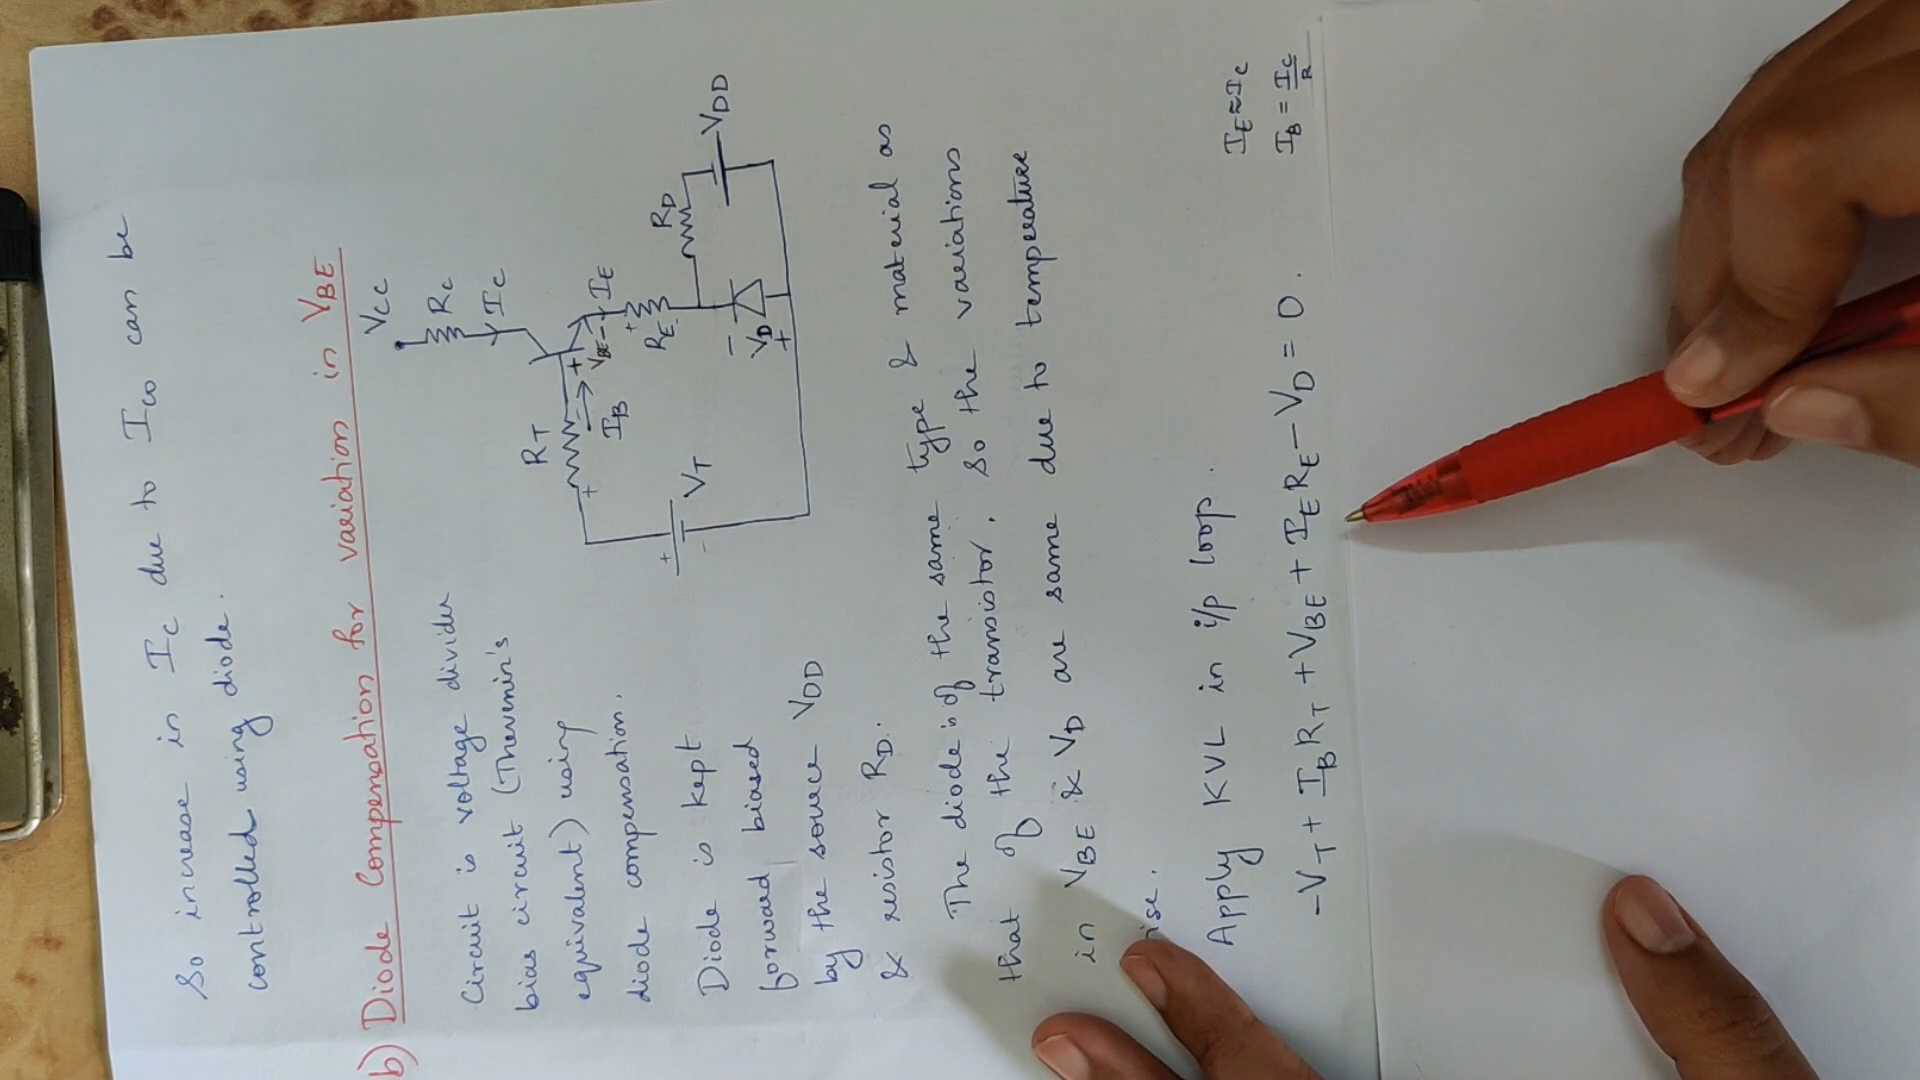 So increase in IC due to ICO can be
controlled using diode.
b) Diode Compensation for variation in VBE
Circuit is voltage divider
bias circuit (Thevenin's
equivalent) using
diode compensation.
Diode is kept
forward biased
by the source VDD
& resistor RD.
VCC
RC
IC
RT
+
IB
+
VBE
-
IE
+
RE
-
RD
VDD
-
VD
+
+
VT
-
The diode is of the same type & material as
that of the transistor. So the variations
in VBE & VD are same due to temperature
Apply KVL in i/p loop.
-VT + IBRT + VBE + IERE - VD = 0.
IE ≈ IC
IB = IC/B